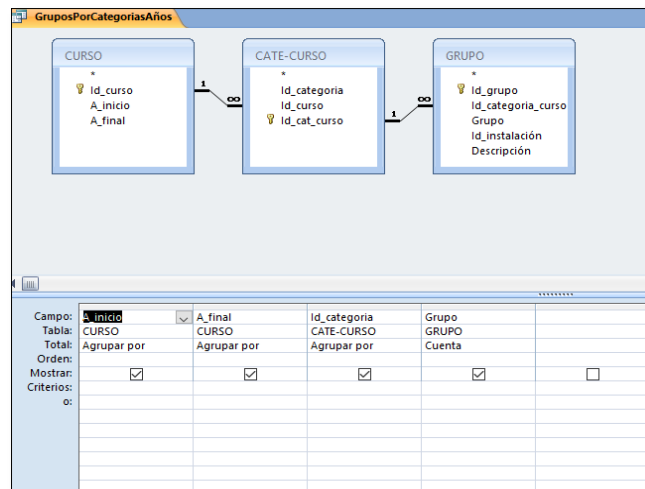 GruposPorCategoriasAños
CURSO
*
Id_curso
A_inicio
A_final
1
∞
CATE-CURSO
*
Id_categoria
Id_curso
Id_cat_curso
1
∞
GRUPO
*
Id_grupo
Id_categoria_curso
Grupo
Id_instalación
Descripción
Campo: A_inicio A_final Id_categoria Grupo
Tabla: CURSO CURSO CATE-CURSO GRUPO
Total: Agrupar por Agrupar por Agrupar por Cuenta
Orden:
Mostrar:
Criterios:
o: